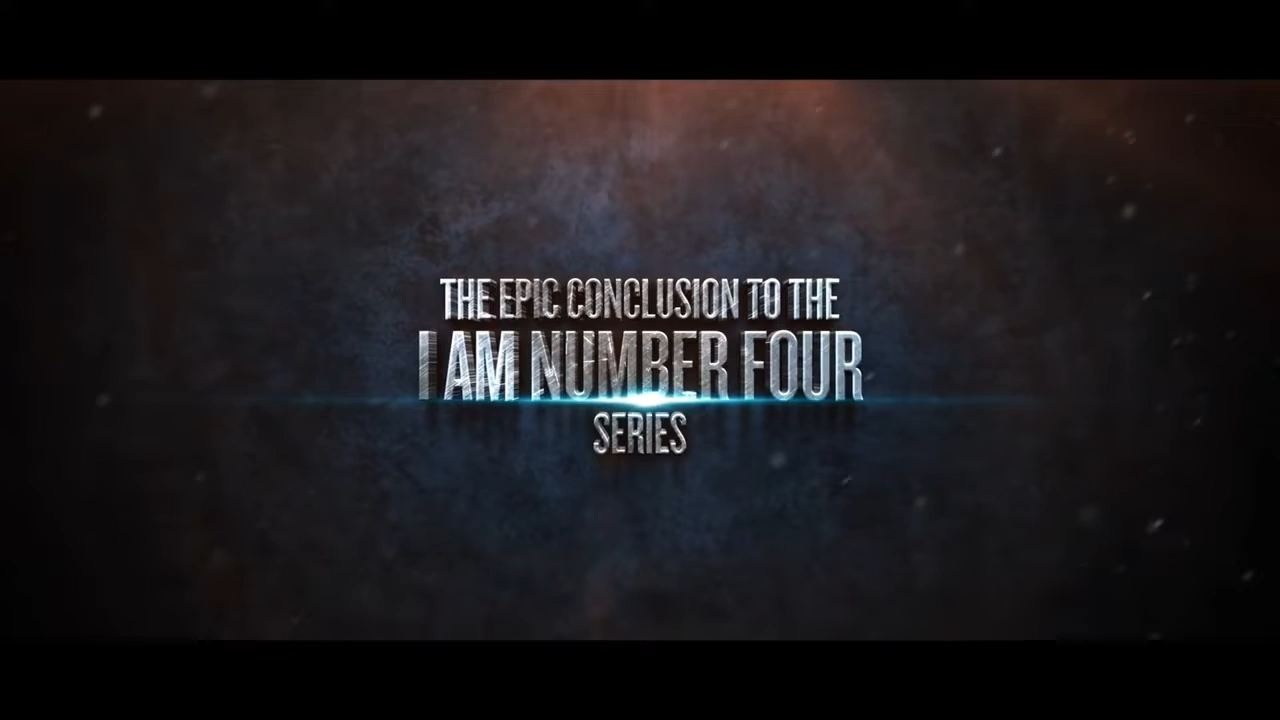 THE EPIC CONCLUSION TO THE
I AM NUMBER FOUR
SERIES